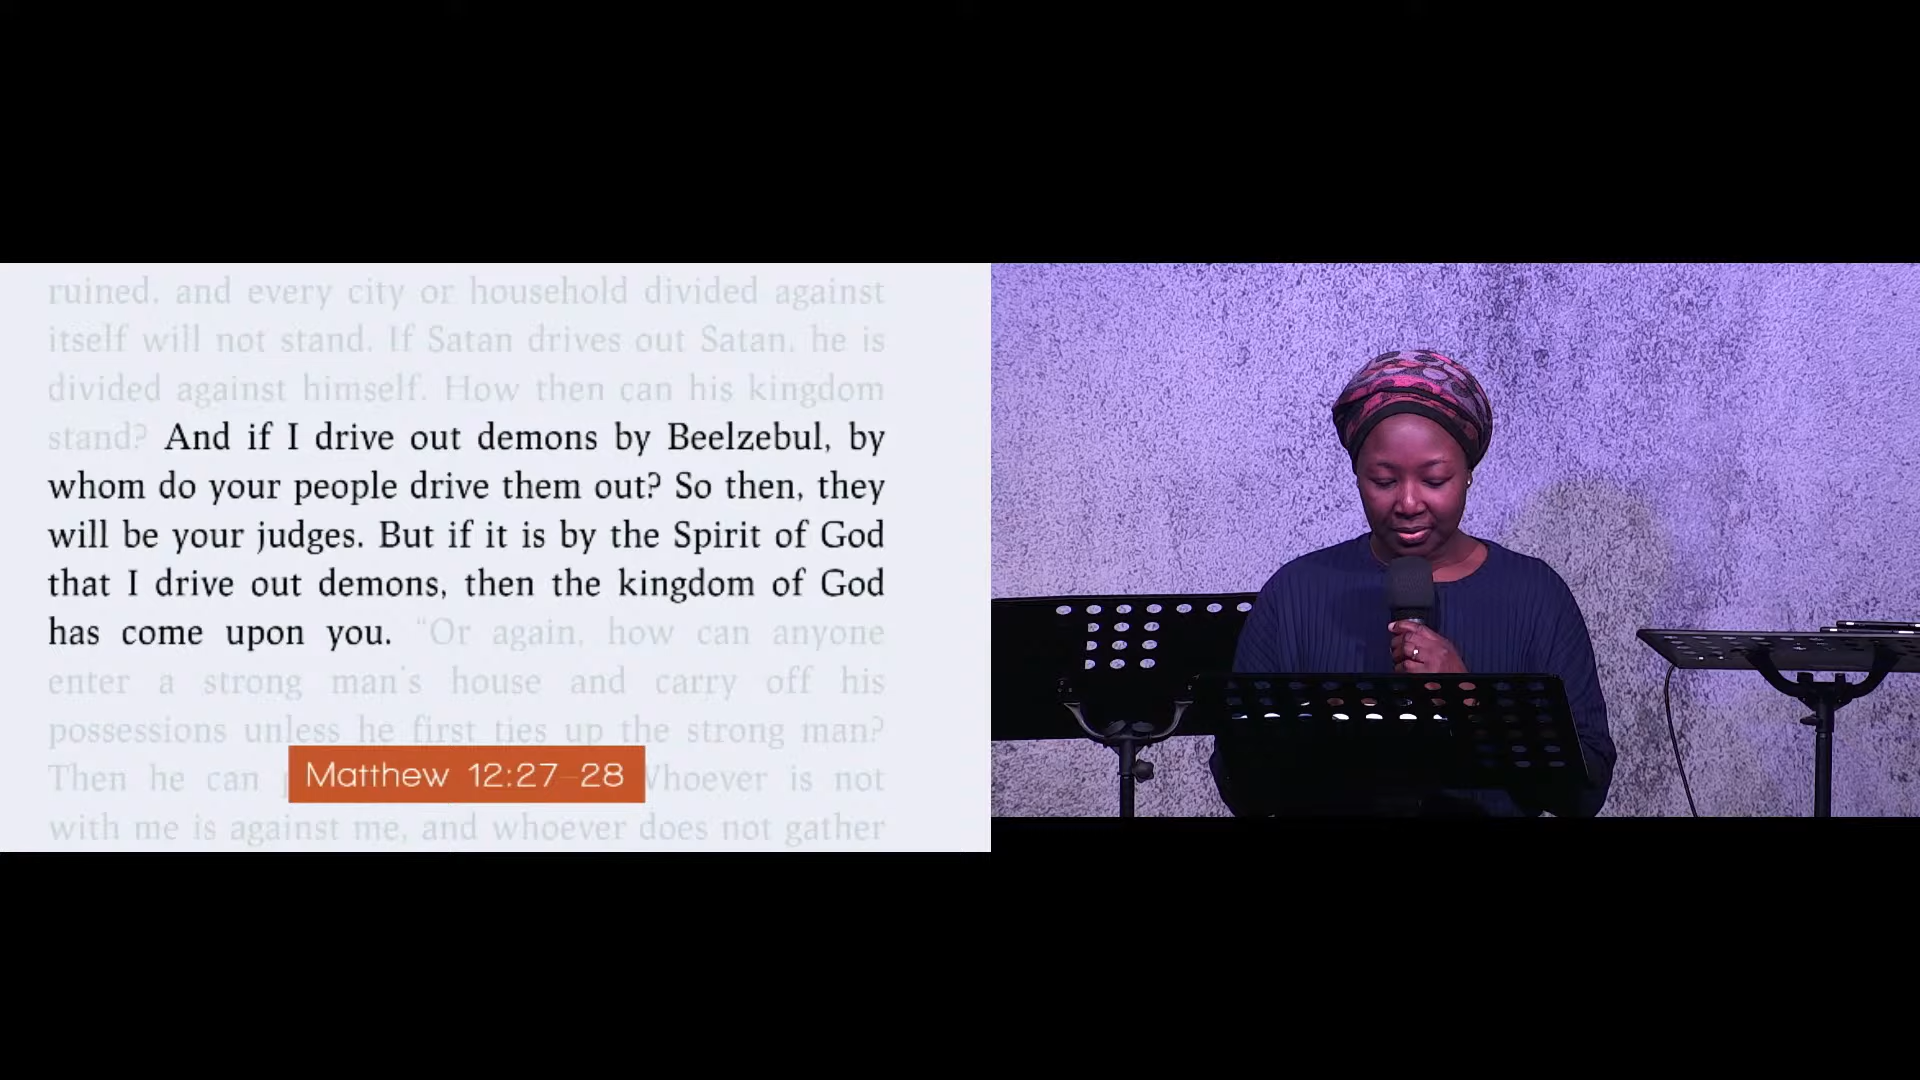 ruined, and every city or household divided against
itself will not stand. If Satan drives out Satan, he is
divided against himself. How then can his kingdom
stand? And if I drive out demons by Beelzebul, by
whom do your people drive them out? So then, they
will be your judges. But if it is by the Spirit of God
that I drive out demons, then the kingdom of God
has come upon you. “Or again, how can anyone
enter a strong man's house and carry off his
possessions unless he first ties up the strong man?
Then he can Whoever is not
Matthew 12:27-28
with me is against me, and whoever does not gather